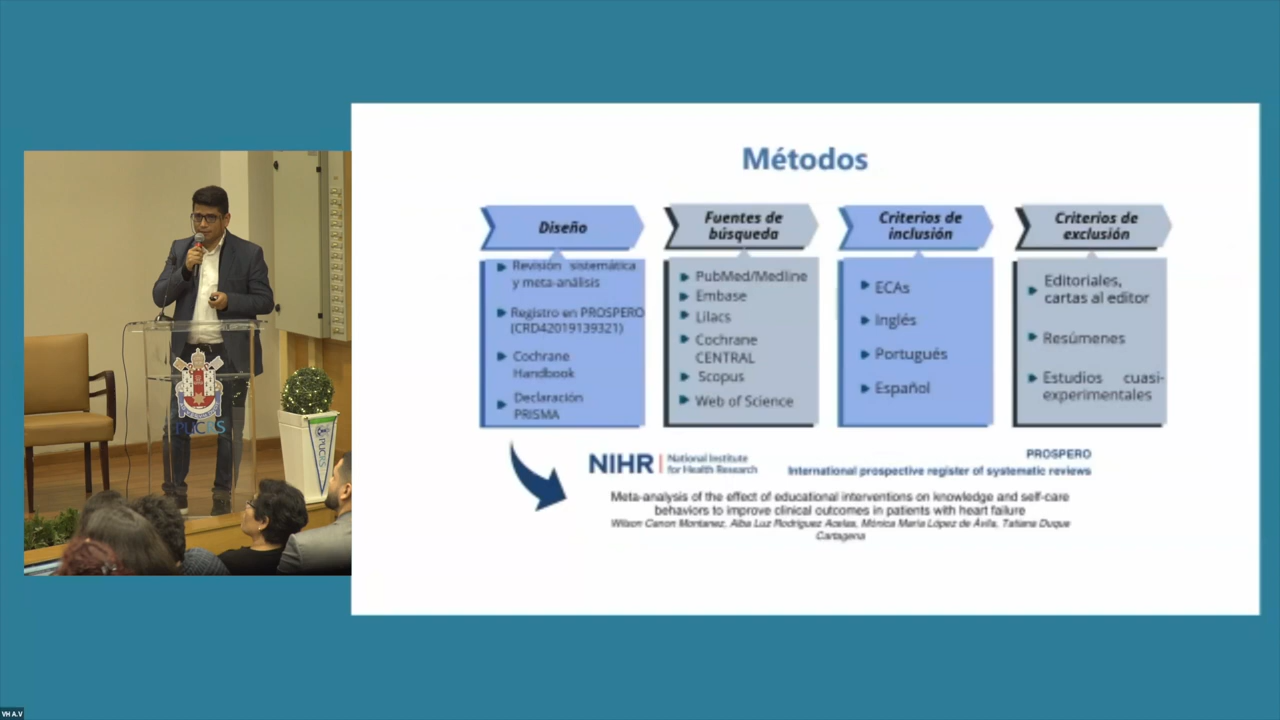 Métodos
Diseño
Revisión sistemática
y meta-análisis
Registro en PROSPERO
(CRD42019139321)
Cochrane
Handbook
Declaración
PRISMA
Fuentes de
búsqueda
PubMed/Medline
Embase
Lilacs
Cochrane
CENTRAL
Scopus
Web of Science
Criterios de
inclusión
ECAs
Inglés
Portugués
Español
Criterios de
exclusión
Editoriales,
cartas al editor
Resúmenes
Estudios cuasi-
experimentales
NIHR
National Institute
for Health Research
PROSPERO
International prospective register of systematic reviews
Meta-analysis of the effect of educational interventions on knowledge and self-care
behaviors to improve clinical outcomes in patients with heart failure
Wilson Canon Montanez, Alba Luz Rodríguez Acelas, Mónica María López de Ávila, Tatiana Duque
Cartagena
PUCRS
PUCRS
VH A.V